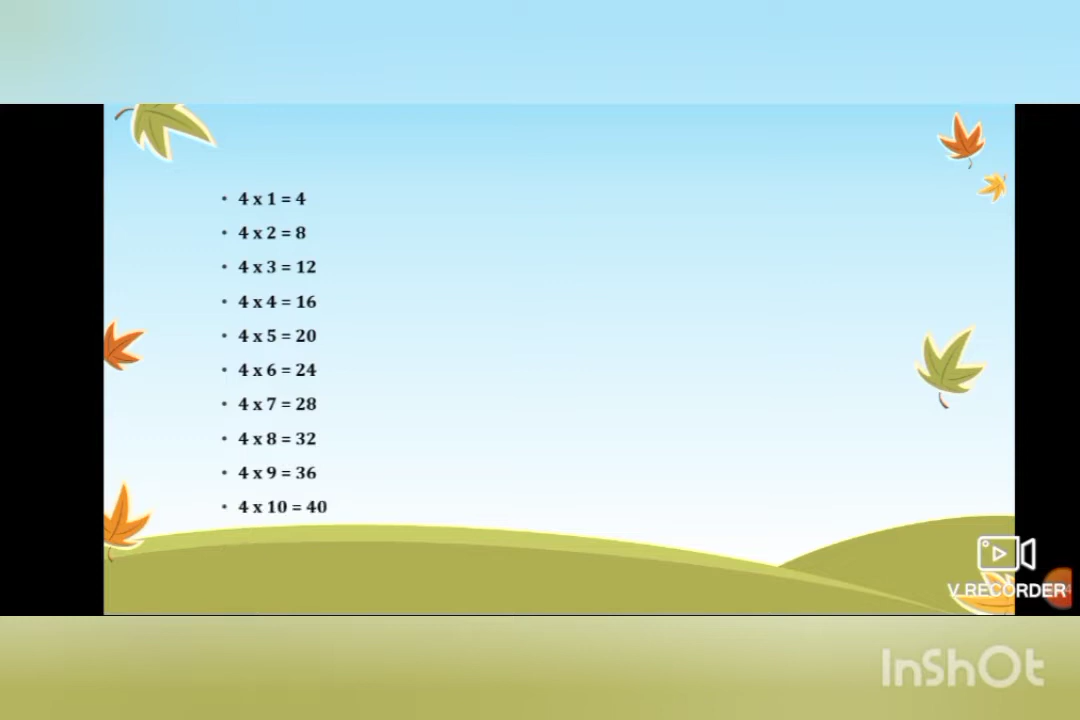 • 4 x 1 = 4
• 4 x 2 = 8
• 4 x 3 = 12
• 4 x 4 = 16
• 4 x 5 = 20
• 4 x 6 = 24
• 4 x 7 = 28
• 4 x 8 = 32
• 4 x 9 = 36
• 4 x 10 = 40
V RECORDER
InShOt